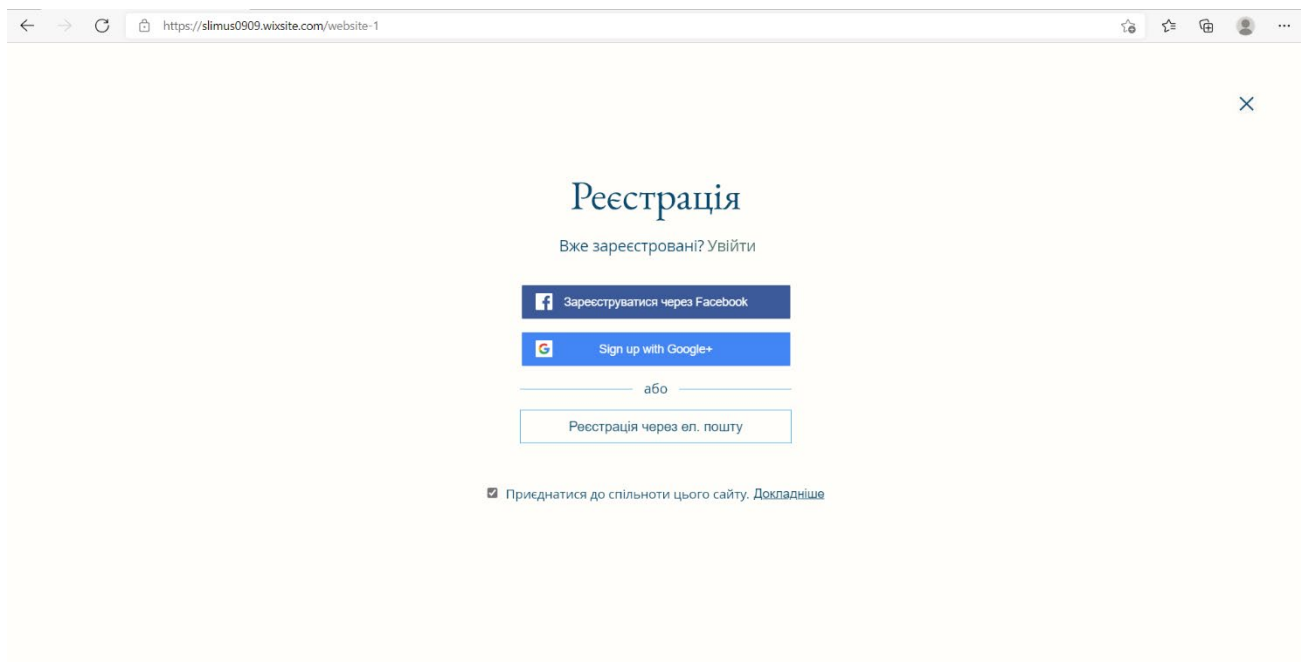 https://slimus0909.wixsite.com/website-1
Реєстрація
Вже зареєстровані? Увійти
Зареєструватися через Facebook
Sign up with Google+
або
Реєстрація через ел. пошту
Приєднатися до спільноти цього сайту. Докладніше